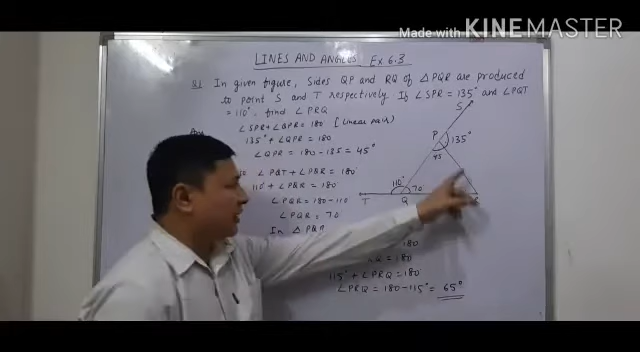 Made with KINEMASTER
LINES AND ANGLES Ex 6.3
Q1 In given figure, Sides QP and RQ of △PQR are produced
to point S and T respectively. If ∠SPR = 135° and ∠PQT
= 110°, find ∠PRQ
∠SPR + ∠QPR = 180 [Linear pair)
135° + ∠QPR = 180
∠QPR = 180 - 135 = 45°
∠PQT + ∠PQR = 180°
110 + ∠PQR = 180
∠PQR = 180 - 110
∠PQR = 70
In △PQR
180
Q = 180
115° + ∠PRQ = 180
∠PRQ = 180 - 115° = 65°
S
P 135°
45
110° 70
T Q